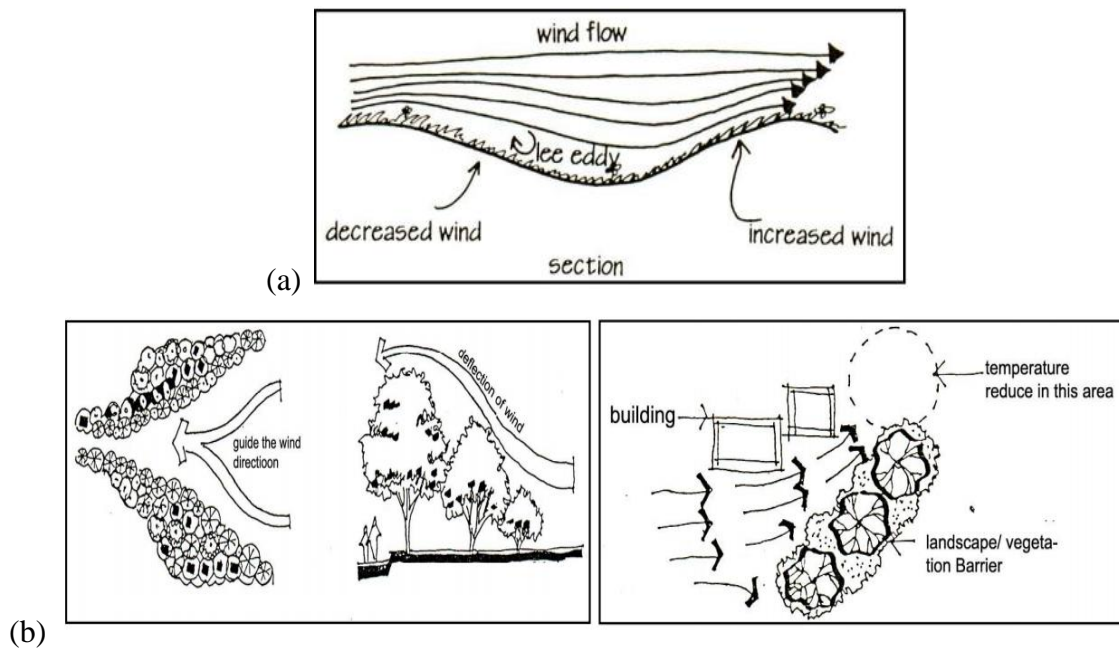 wind flow
lee eddy
decreased wind
increased wind
section
(a)
guide the wind
directioon
deflection of wind
building
temperature
reduce in this area
landscape/ vegeta-
tion Barrier
(b)